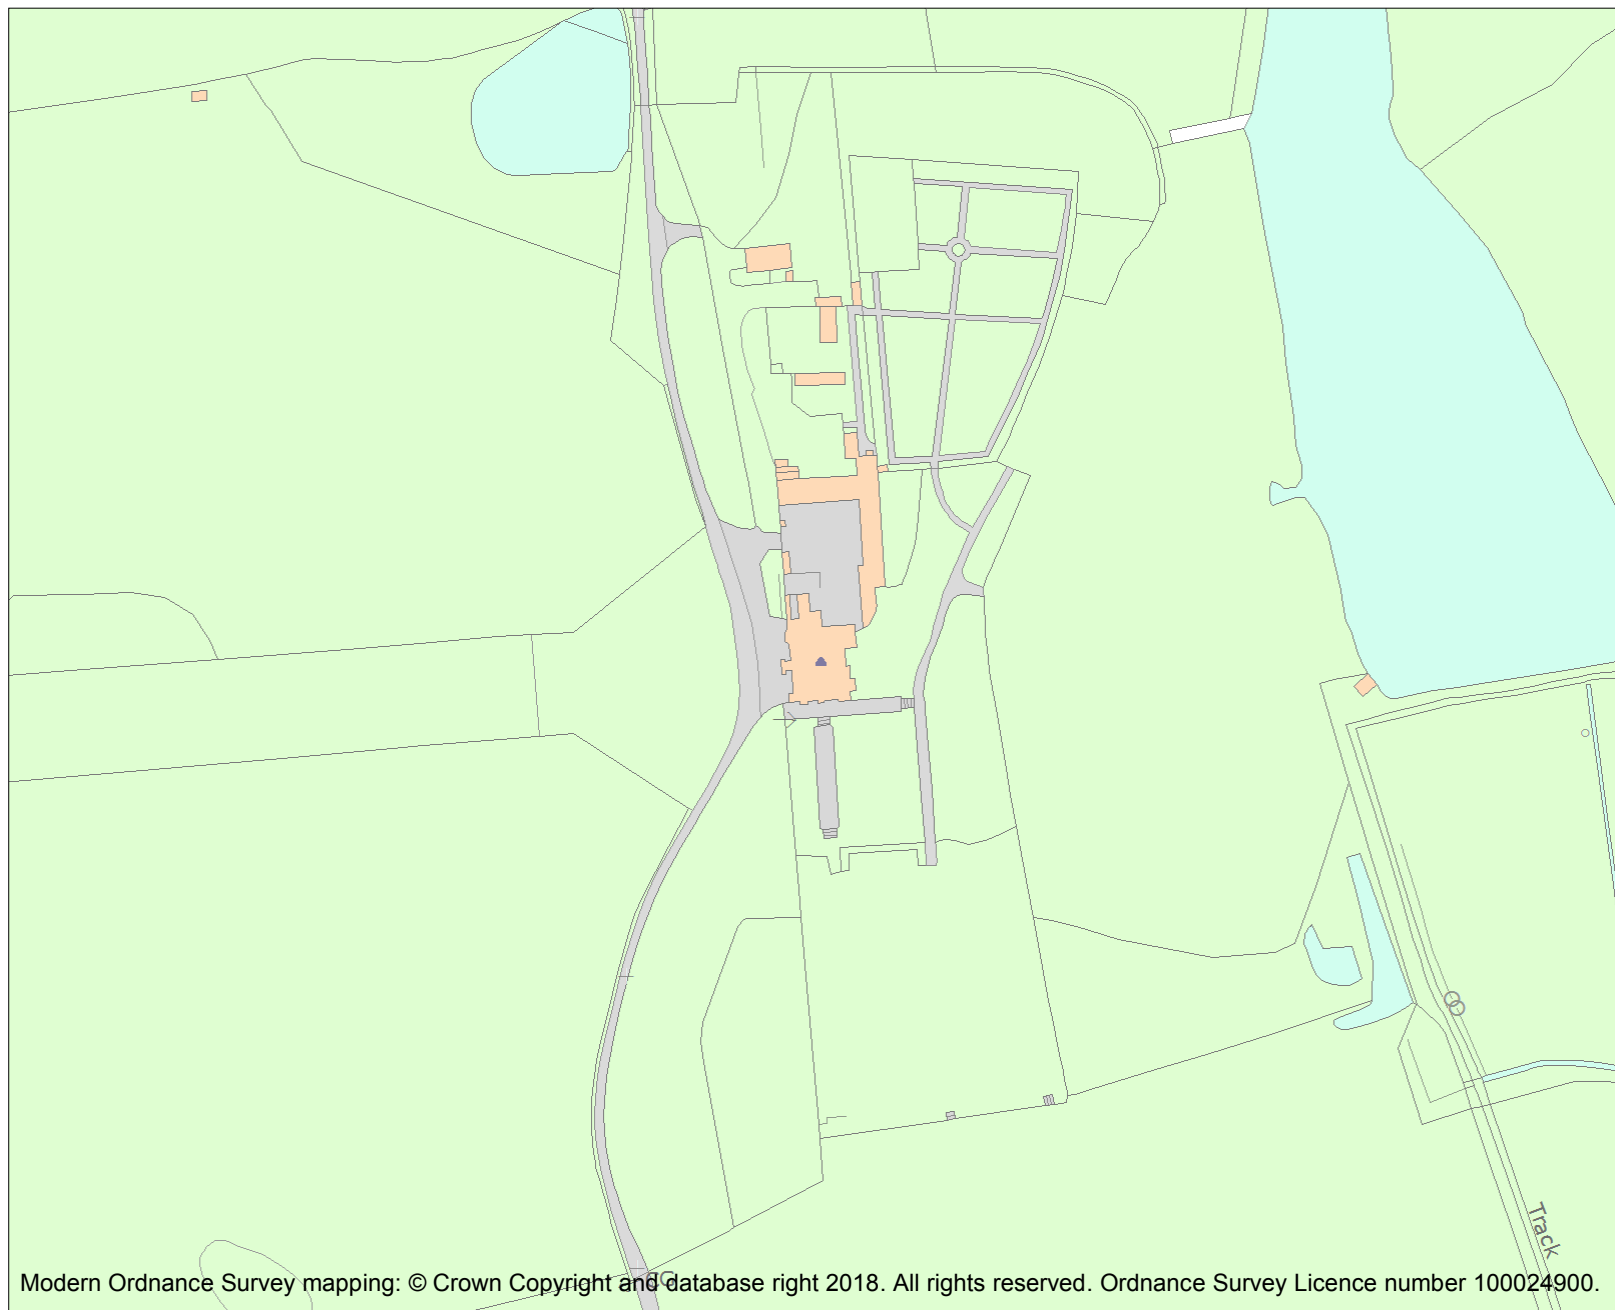 Track
CG
Modern Ordnance Survey mapping: © Crown Copyright and database right 2018. All rights reserved. Ordnance Survey Licence number 100024900.